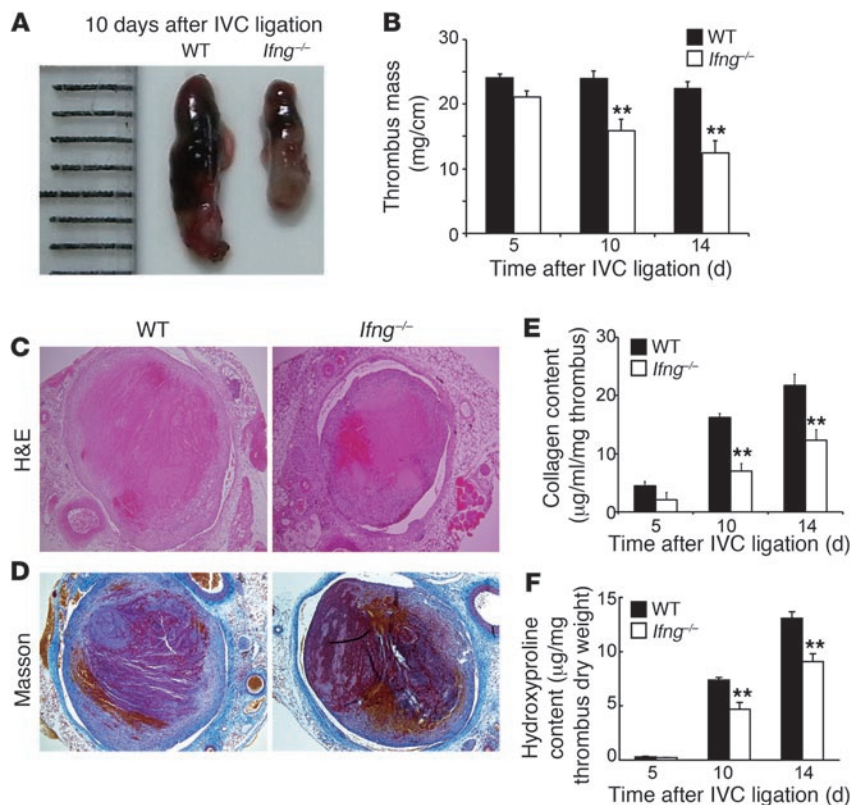 A
10 days after IVC ligation
WT Ifng–/–
B
WT
Ifng–/–
Thrombus mass
(mg/cm)
30
20
10
0
**
**
5 10 14
Time after IVC ligation (d)
WT Ifng–/–
C
H&E
D
Masson
E
WT
Ifng–/–
Collagen content
(μg/ml/mg thrombus)
30
20
10
0
**
**
5 10 14
Time after IVC ligation (d)
F
WT
Ifng–/–
Hydroxyproline
content (μg/mg
thrombus dry weight)
15
10
5
0
**
**
5 10 14
Time after IVC ligation (d)